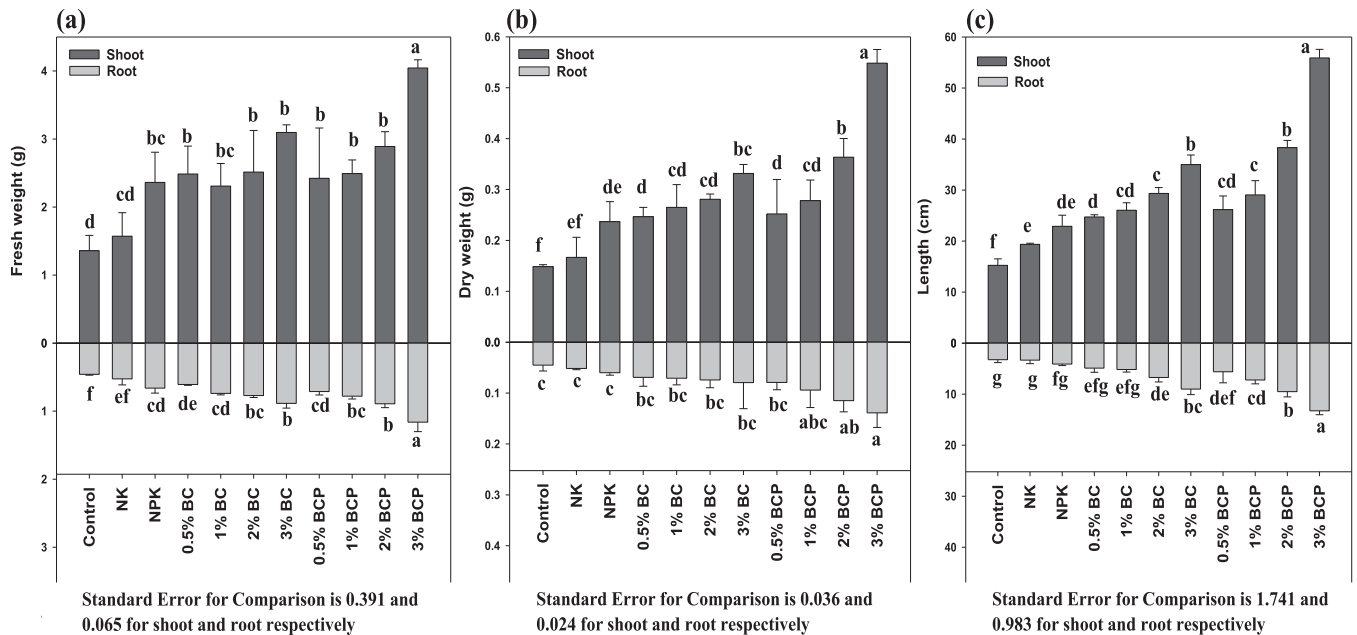 (a)
Shoot
Root
Fresh weight (g)
4
3
2
1
0
1
2
3
d
cd
bc
b
bc
b
b
b
b
b
a
f
ef
cd
de
cd
bc
b
cd
bc
b
a
Control
NK
NPK
0.5% BC
1% BC
2% BC
3% BC
0.5% BCP
1% BCP
2% BCP
3% BCP
Standard Error for Comparison is 0.391 and
0.065 for shoot and root respectively
(b)
Shoot
Root
Dry weight (g)
0.6
0.5
0.4
0.3
0.2
0.1
0.0
0.1
0.2
0.3
0.4
f
ef
de
d
cd
cd
bc
d
cd
b
a
c
c
c
bc
bc
bc
bc
bc
abc
ab
a
Control
NK
NPK
0.5% BC
1% BC
2% BC
3% BC
0.5% BCP
1% BCP
2% BCP
3% BCP
Standard Error for Comparison is 0.036 and
0.024 for shoot and root respectively
(c)
Shoot
Root
Length (cm)
60
50
40
30
20
10
0
10
20
30
40
f
e
de
d
cd
c
b
cd
c
b
a
g
g
fg
efg
efg
de
bc
def
cd
b
a
Control
NK
NPK
0.5% BC
1% BC
2% BC
3% BC
0.5% BCP
1% BCP
2% BCP
3% BCP
Standard Error for Comparison is 1.741 and
0.983 for shoot and root respectively